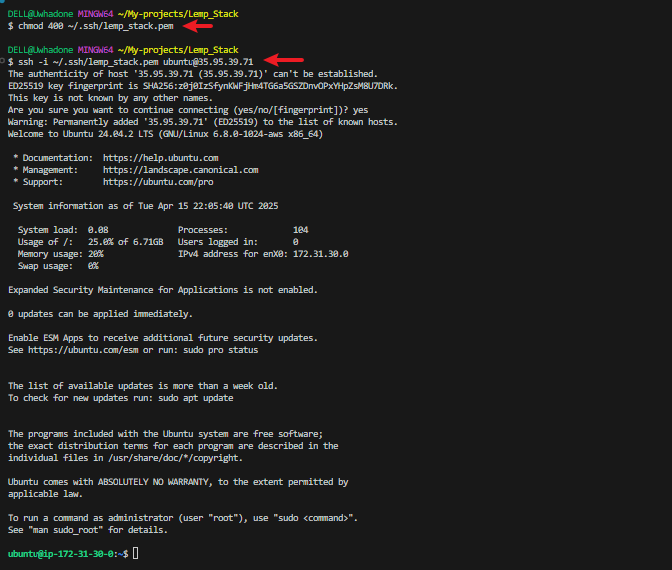 DELL@Uwhadone MINGW64 ~/My-projects/Lemp_Stack
$ chmod 400 ~/.ssh/lemp_stack.pem
DELL@Uwhadone MINGW64 ~/My-projects/Lemp_Stack
$ ssh -i ~/.ssh/lemp_stack.pem ubuntu@35.95.39.71
The authenticity of host '35.95.39.71 (35.95.39.71)' can't be established.
ED25519 key fingerprint is SHA256:z0j0IzSfynKWFjHm4TG6a5GSZDnvOPxYHpZsM8U7DRk.
This key is not known by any other names.
Are you sure you want to continue connecting (yes/no/[fingerprint])? yes
Warning: Permanently added '35.95.39.71' (ED25519) to the list of known hosts.
Welcome to Ubuntu 24.04.2 LTS (GNU/Linux 6.8.0-1024-aws x86_64)
* Documentation: https://help.ubuntu.com
* Management: https://landscape.canonical.com
* Support: https://ubuntu.com/pro
System information as of Tue Apr 15 22:05:40 UTC 2025
System load: 0.08 Processes: 104
Usage of /: 25.0% of 6.71GB Users logged in: 0
Memory usage: 20% IPv4 address for enX0: 172.31.30.0
Swap usage: 0%
Expanded Security Maintenance for Applications is not enabled.
0 updates can be applied immediately.
Enable ESM Apps to receive additional future security updates.
See https://ubuntu.com/esm or run: sudo pro status
The list of available updates is more than a week old.
To check for new updates run: sudo apt update
The programs included with the Ubuntu system are free software;
the exact distribution terms for each program are described in the
individual files in /usr/share/doc/*/copyright.
Ubuntu comes with ABSOLUTELY NO WARRANTY, to the extent permitted by
applicable law.
To run a command as administrator (user "root"), use "sudo <command>".
See "man sudo_root" for details.
ubuntu@ip-172-31-30-0:~$